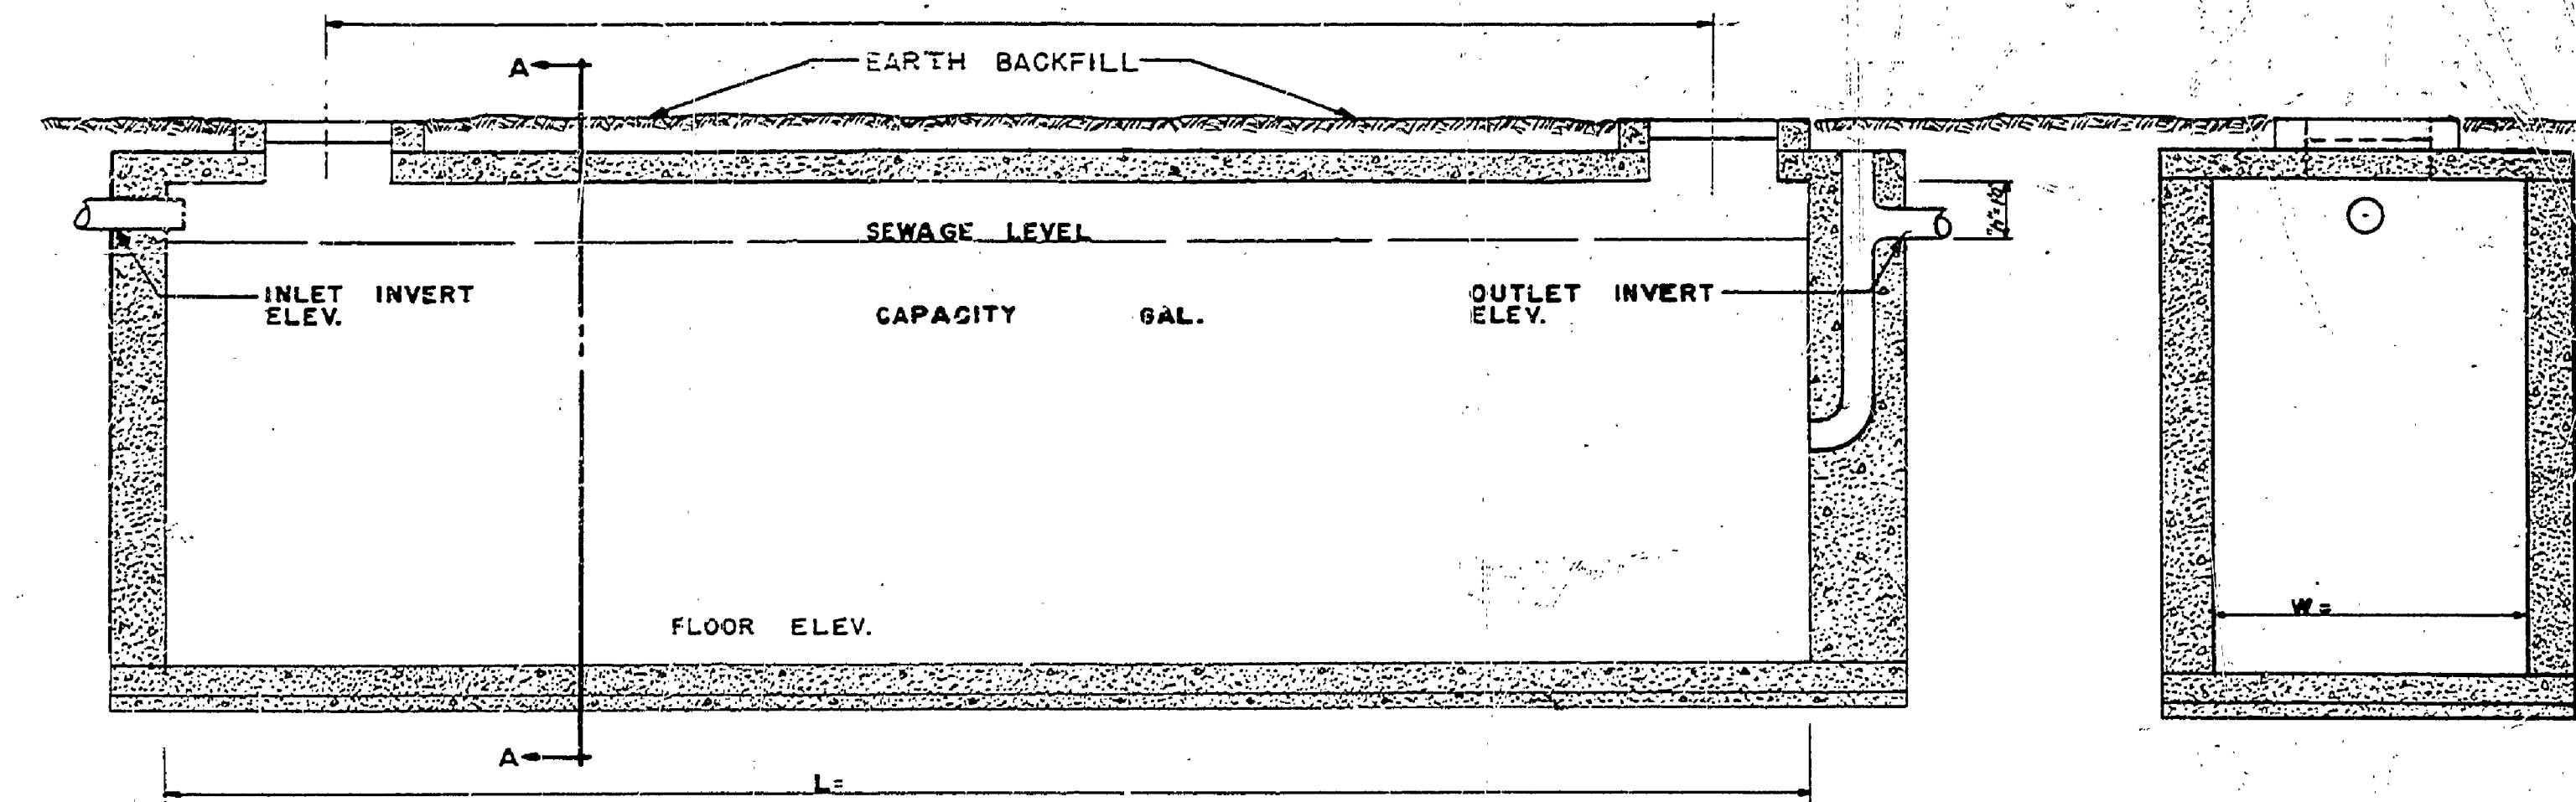 A
EARTH BACKFILL
SEWAGE LEVEL
INLET INVERT
ELEV.
CAPACITY GAL.
OUTLET INVERT
ELEV.
FLOOR ELEV.
W=
A
L=